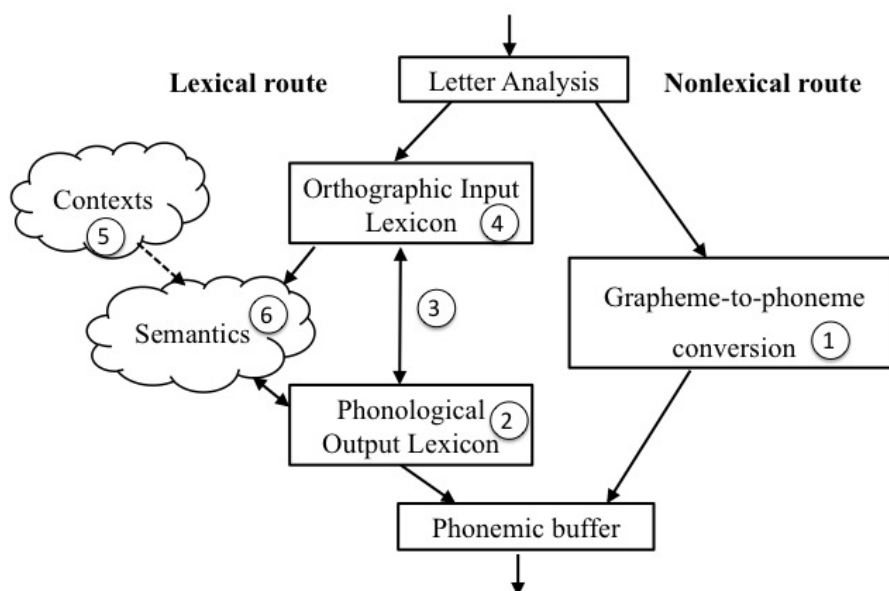 Letter Analysis
Lexical route
Nonlexical route
Orthographic Input
Lexicon 4
Contexts
5
Grapheme-to-phoneme
conversion 1
3
6
Semantics
Phonological 2
Output Lexicon
Phonemic buffer